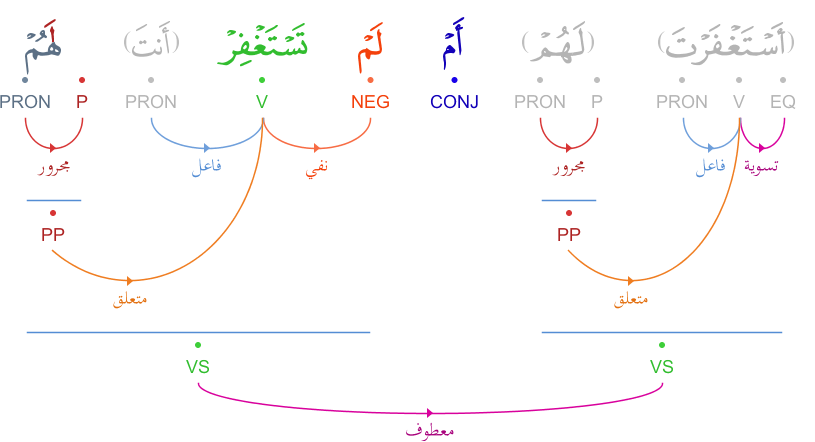 (أَسْتَغْفَرْتَ) (لَهُمْ) أَمْ لَمْ تَسْتَغْفِرْ (أَنتَ) لَهُمْ
PRON P PRON V NEG CONJ PRON P PRON V EQ
مجرور فاعل نفي مجرور فاعل تسوية
PP PP
متعلق متعلق
VS VS
معطوف